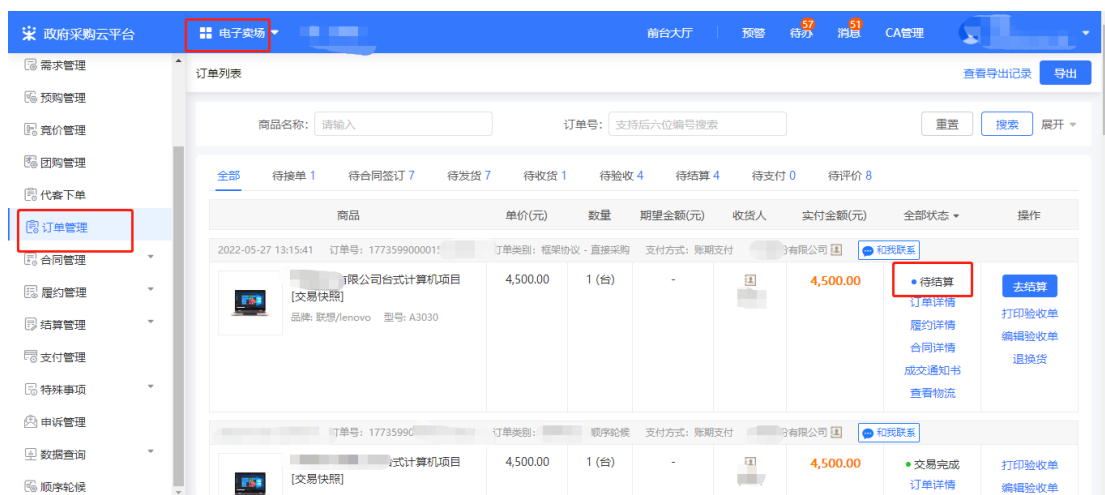 政府采购云平台 电子卖场 前台大厅 预警 待办 57 消息 51 CA管理
需求管理
预购管理
竞价管理
团购管理
代客下单
订单管理
合同管理
履约管理
结算管理
支付管理
特殊事项
申诉管理
数据查询
顺序轮候
订单列表 查看导出记录 导出
商品名称: 请输入 订单号: 支持后六位编号搜索 重置 搜索 展开
全部 待接单 1 待合同签订 7 待发货 7 待收货 1 待验收 4 待结算 4 待支付 0 待评价 8
商品 单价(元) 数量 期望金额(元) 收货人 实付金额(元) 全部状态 操作
2022-05-27 13:15:41 订单号: 1773599000015 订单类别: 框架协议 - 直接采购 支付方式: 账期支付 有限公司 和我联系
有限公司台式计算机项目 4,500.00 1 (台) - 4,500.00 待结算 去结算
[交易快照] 订单详情 打印验收单
品牌: 联想/lenovo 型号: A3030 履约详情 编辑验收单
合同详情 退换货
成交通知书
查看物流
订单号: 17735990 订单类别: 顺序轮候 支付方式: 账期支付 有限公司 和我联系
式计算机项目 4,500.00 1 (台) - 4,500.00 交易完成 打印验收单
[交易快照] 订单详情 编辑验收单